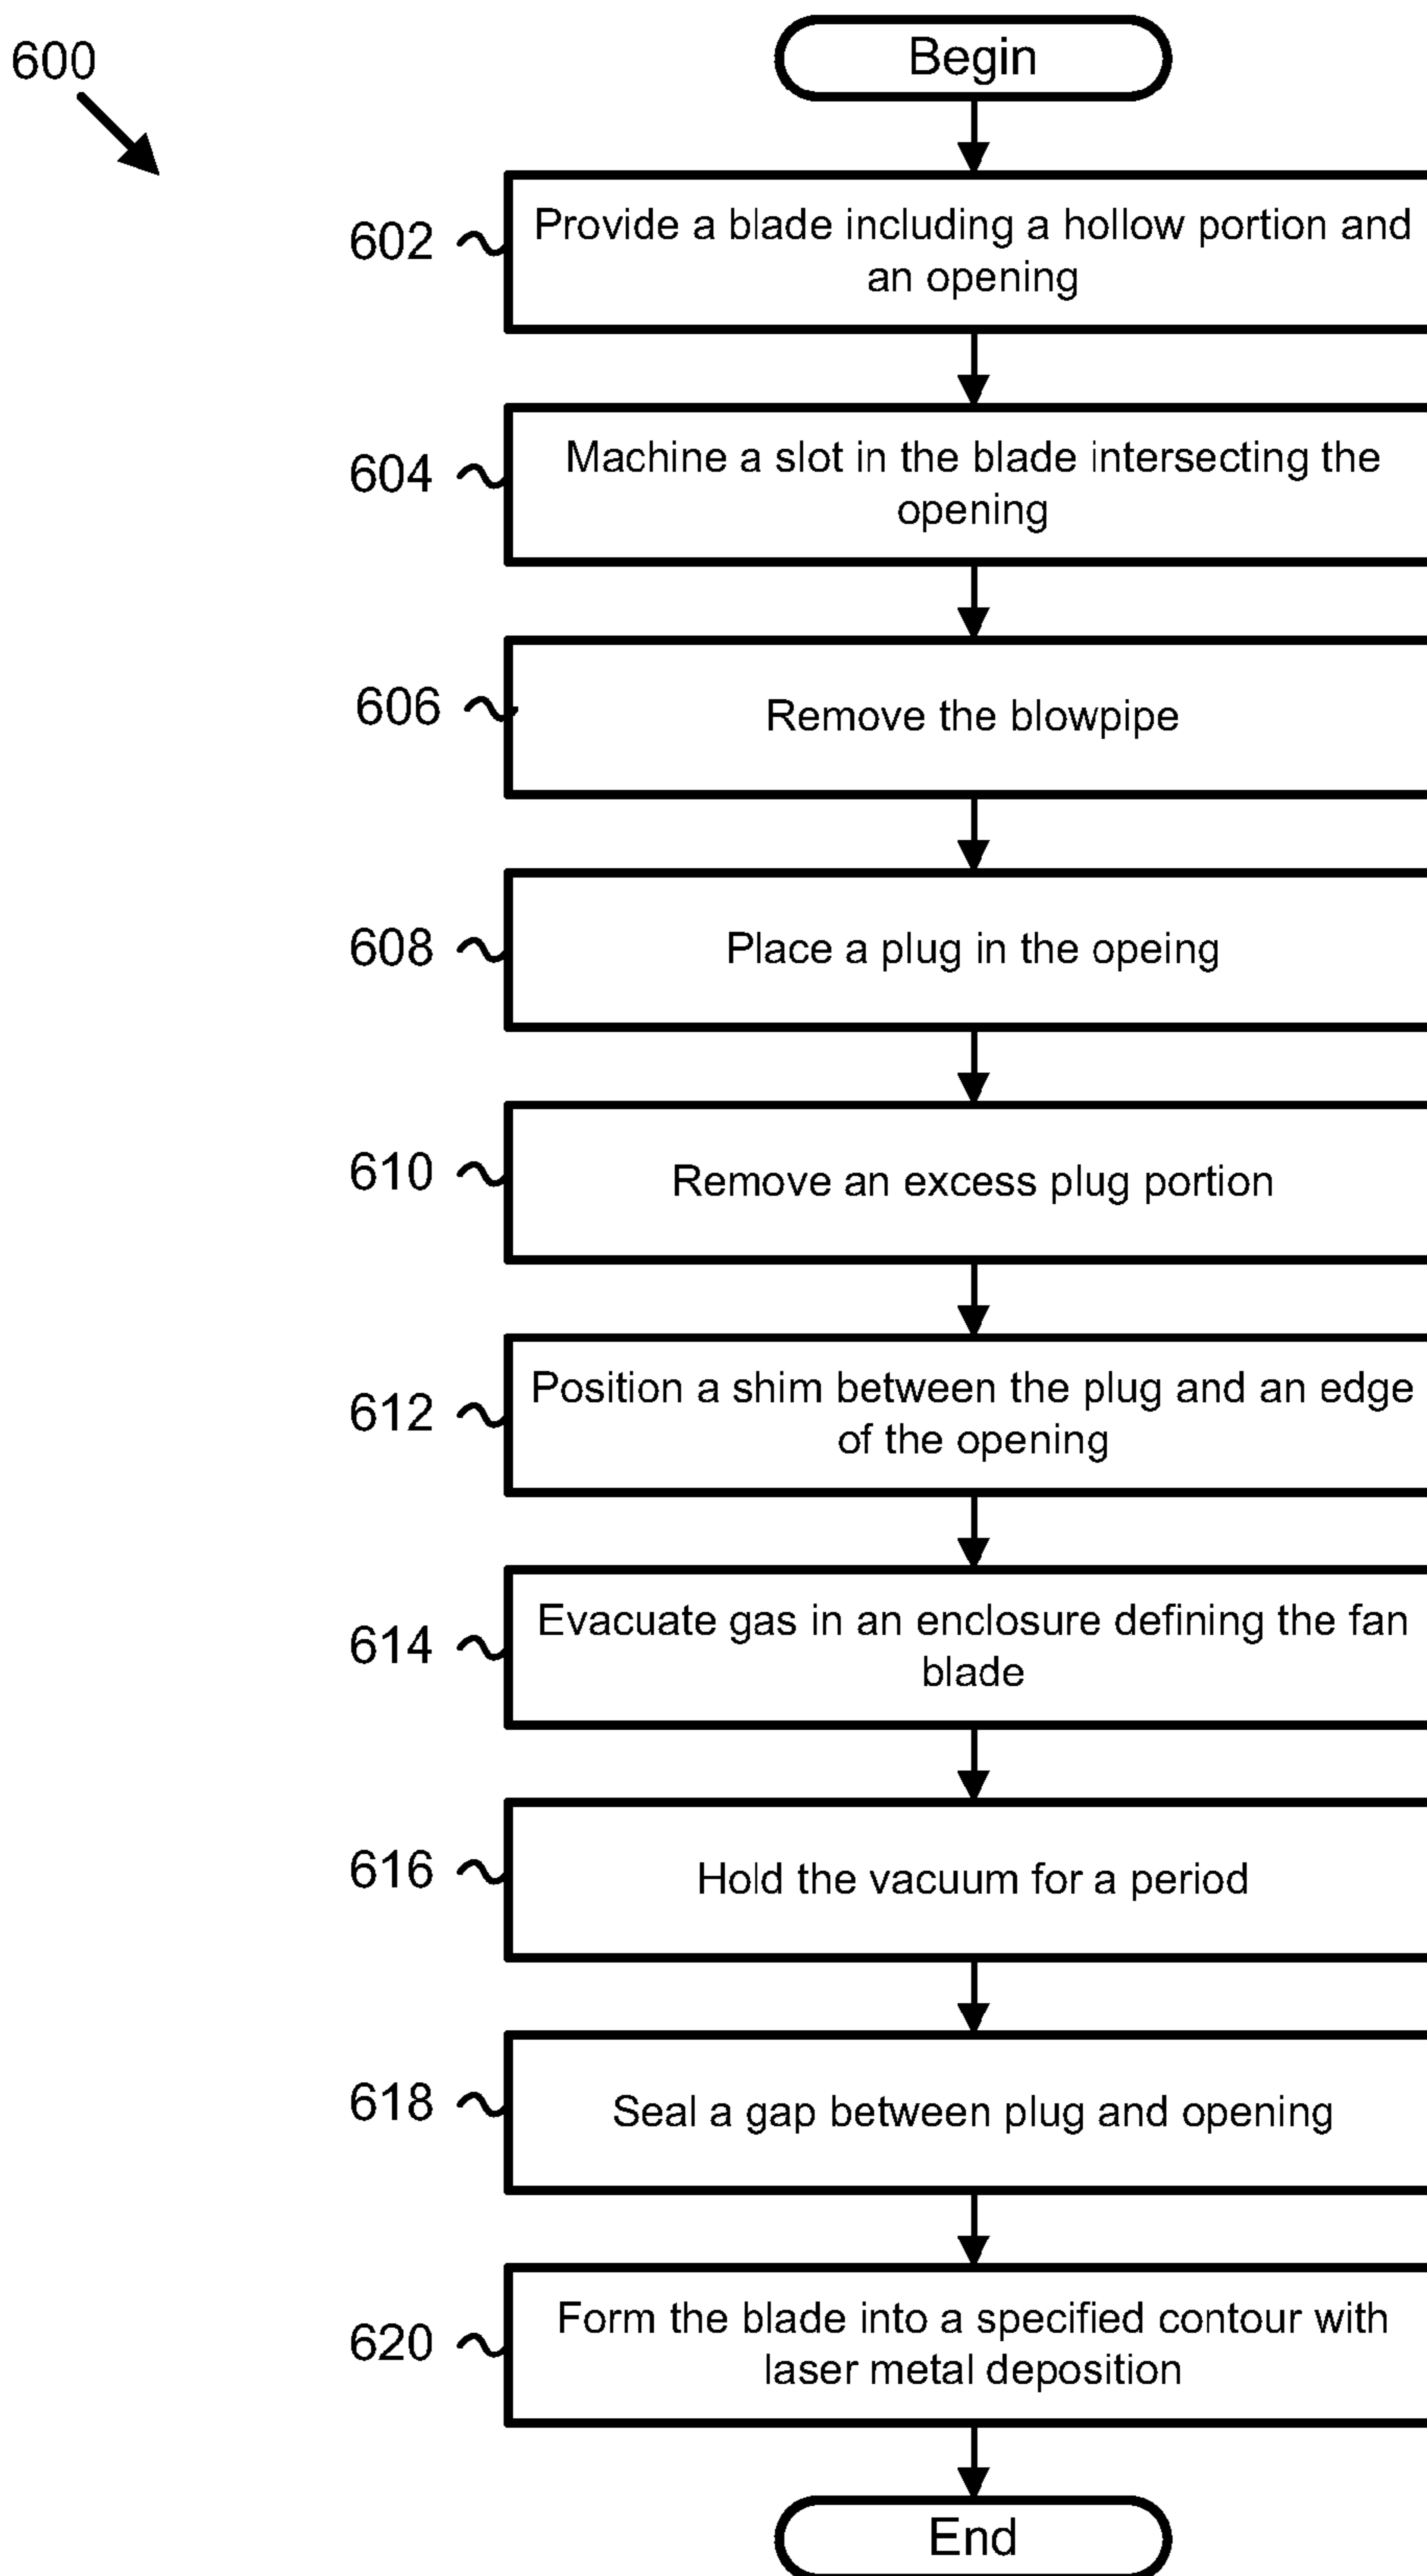 600
Begin
602
Provide a blade including a hollow portion and
an opening
604
Machine a slot in the blade intersecting the
opening
606
Remove the blowpipe
608
Place a plug in the opeing
610
Remove an excess plug portion
612
Position a shim between the plug and an edge
of the opening
614
Evacuate gas in an enclosure defining the fan
blade
616
Hold the vacuum for a period
618
Seal a gap between plug and opening
620
Form the blade into a specified contour with
laser metal deposition
End